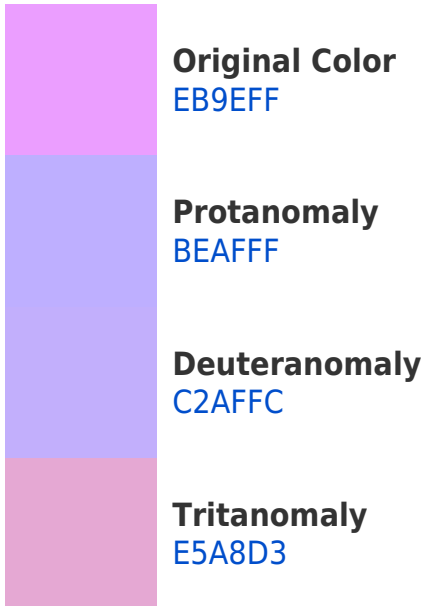 Original Color
EB9EFF
Protanomaly
BEAFFF
Deuteranomaly
C2AFFC
Tritanomaly
E5A8D3